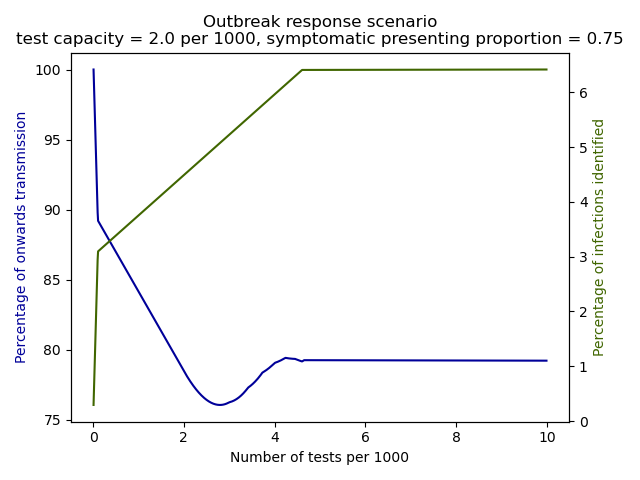 Outbreak response scenario
test capacity = 2.0 per 1000, symptomatic presenting proportion = 0.75
100
95
90
85
80
75
Percentage of onwards transmission
6
5
4
3
2
1
0
Percentage of infections identified
0 2 4 6 8 10
Number of tests per 1000